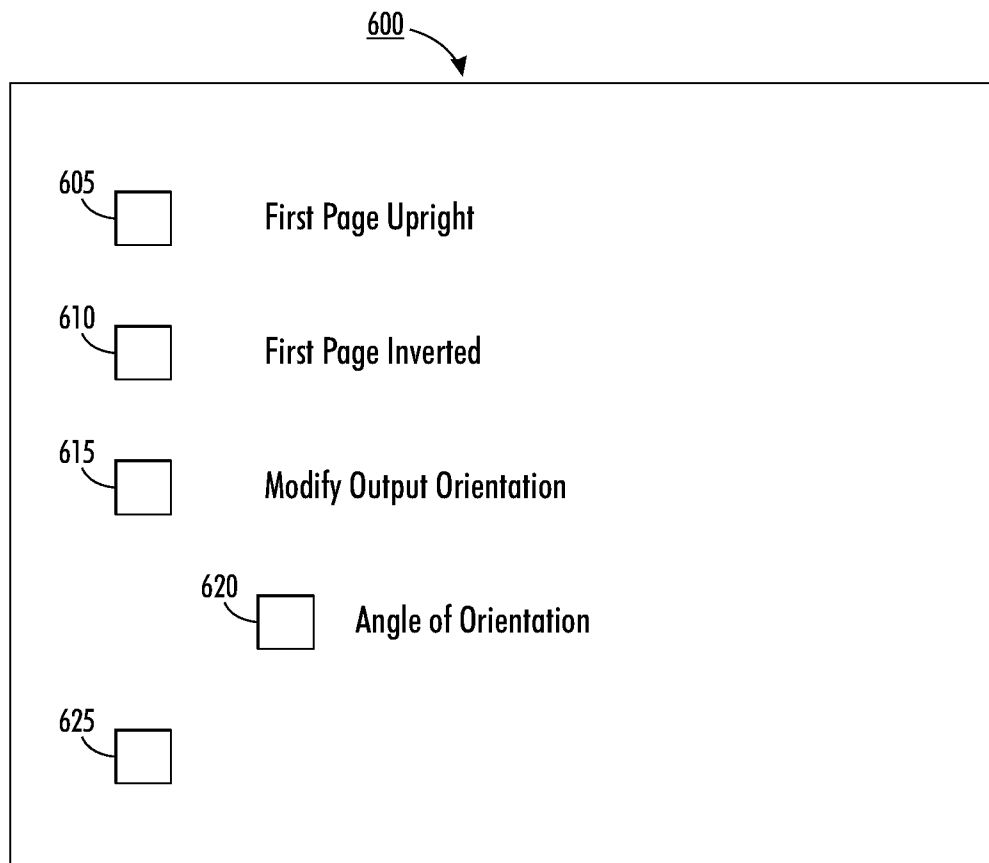 600
605 First Page Upright
610 First Page Inverted
615 Modify Output Orientation
620 Angle of Orientation
625